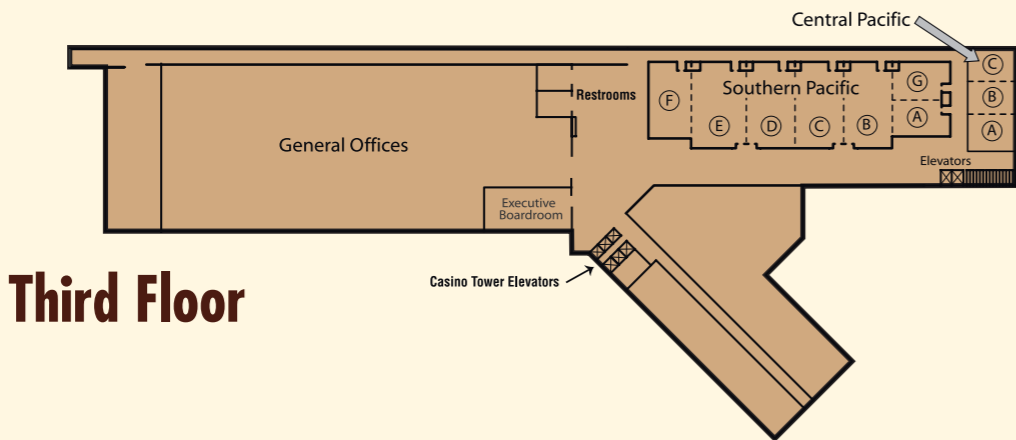 Central Pacific
C
Southern Pacific
G
Restrooms
F
B
E
D
C
B
A
A
General Offices
Elevators
Executive
Boardroom
Casino Tower Elevators
Third Floor